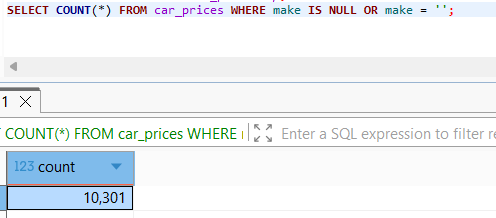 SELECT COUNT(*) FROM car_prices WHERE make IS NULL OR make = '';
1
COUNT(*) FROM car_prices WHERE Enter a SQL expression to filter
123 count
10,301